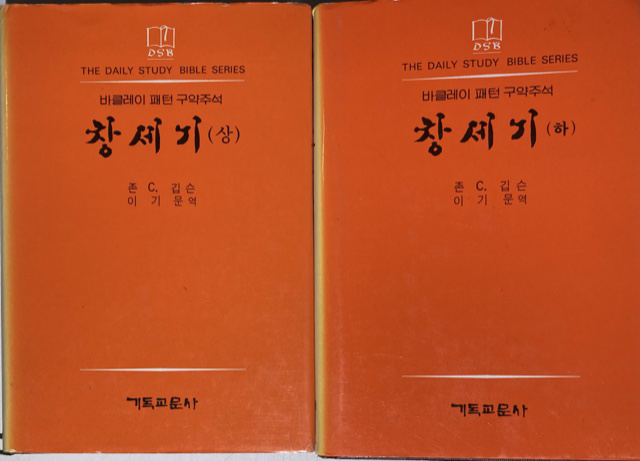 DSB
THE DAILY STUDY BIBLE SERIES
바클레이 패턴 구약주석
창세기(상)
존 C. 깁슨
이 기 문 역
기독교문사
DSB
THE DAILY STUDY BIBLE SERIES
바클레이 패턴 구약주석
창세기(하)
존 C. 깁슨
이 기 문 역
기독교문사